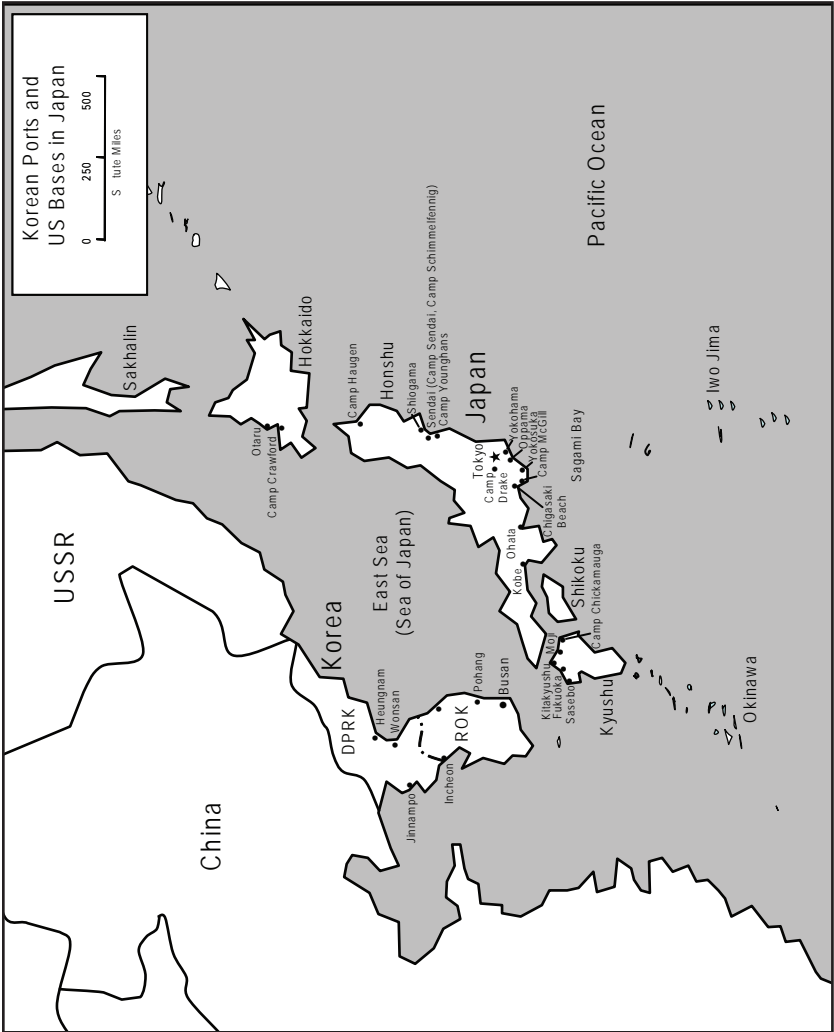 Korean Ports and
US Bases in Japan
0 250 500
S tute Miles
USSR
Sakhalin
China
Otaru
Camp Crawford
Hokkaido
Camp Haugen
Honshu
Shiogama
Sendai (Camp Sendai, Camp Schimmelfennig)
Camp Younghans
Japan
Pacific Ocean
Korea
East Sea
(Sea of Japan)
DPRK
Heungnam
Wonsan
Jinnampo
Incheon
ROK
Pohang
Busan
Tokyo
Camp
Drake
Yokohama
Oppama
Yokosuka
Camp McGill
Chigasaki
Beach
Sagami Bay
Ohata
Kobe
Shikoku
Moji
Camp Chickamauga
Kitakyushu
Fukuoka
Sasebo
Kyushu
Iwo Jima
Okinawa